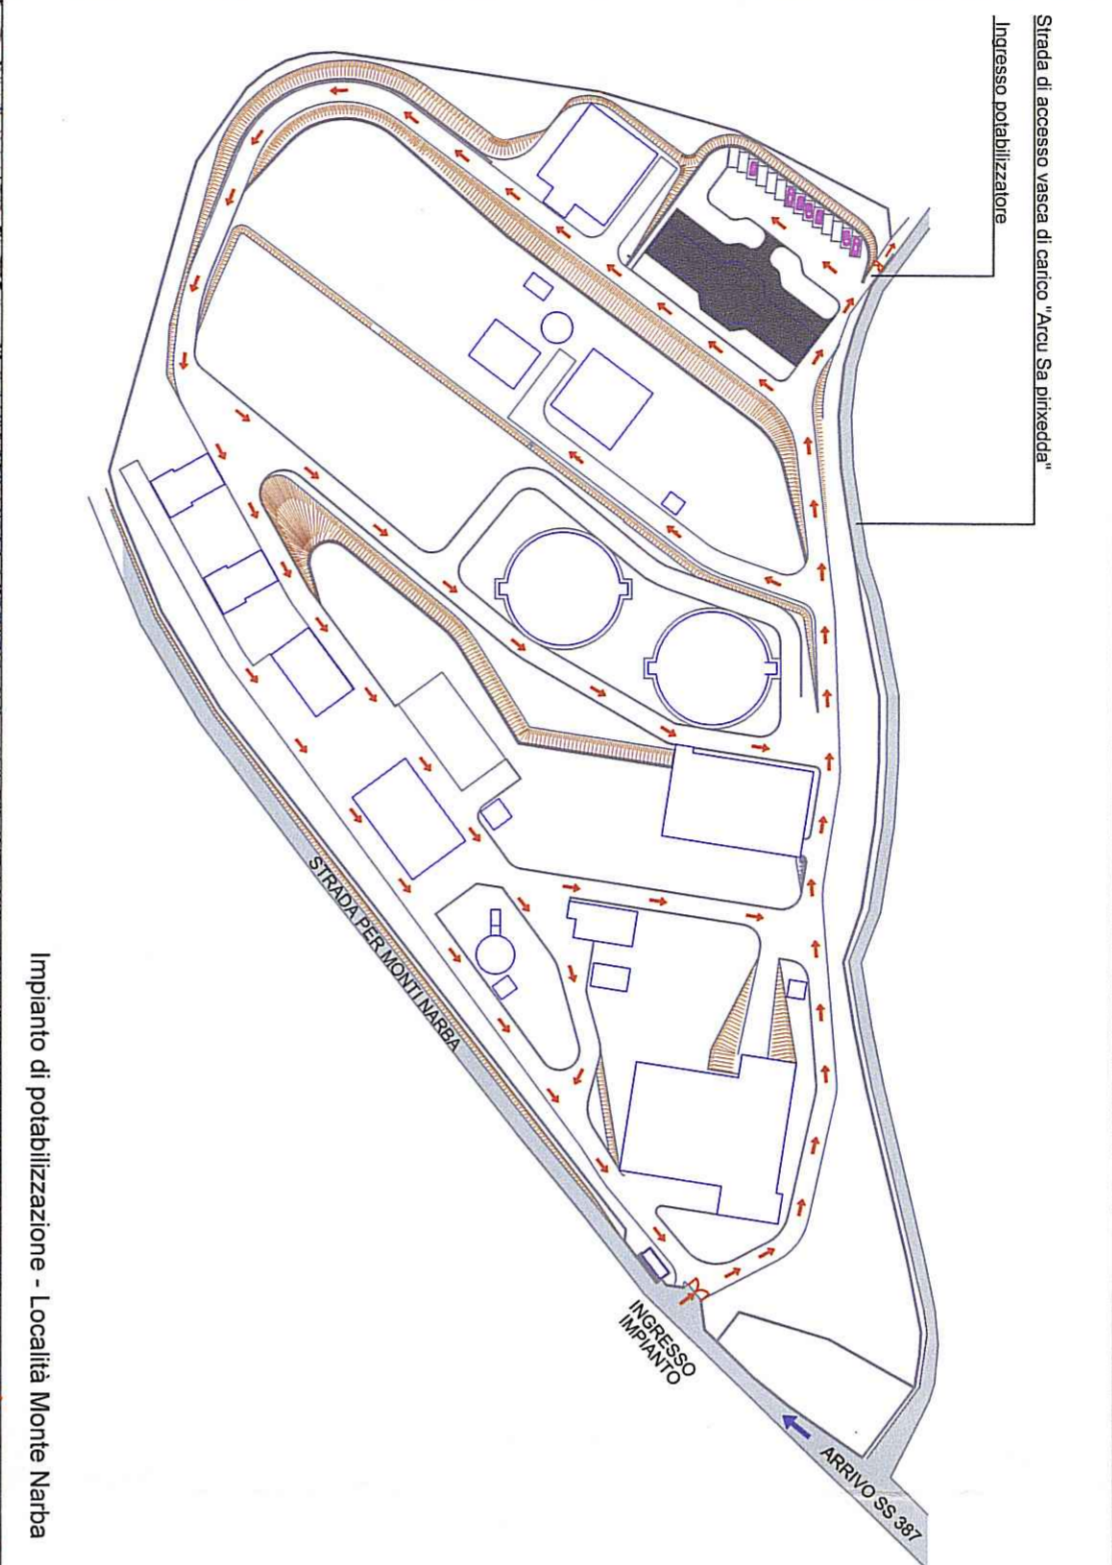 Strada di accesso vasca di carico "Arcu Sa pirixedda"
Ingresso potabilizzatore
STRADA PER MONTI NARBA
INGRESSO
IMPIANTO
ARRIVO SS 387
Impianto di potabilizzazione - Località Monte Narba